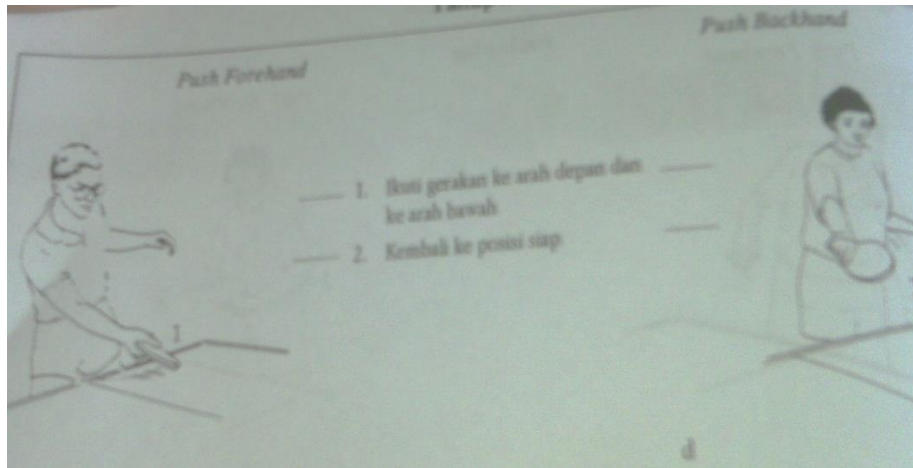 Push Backhand
Push Forehand
1. Ikuti gerakan ke arah depan dan
ke arah bawah
2. Kembali ke posisi siap
1
d